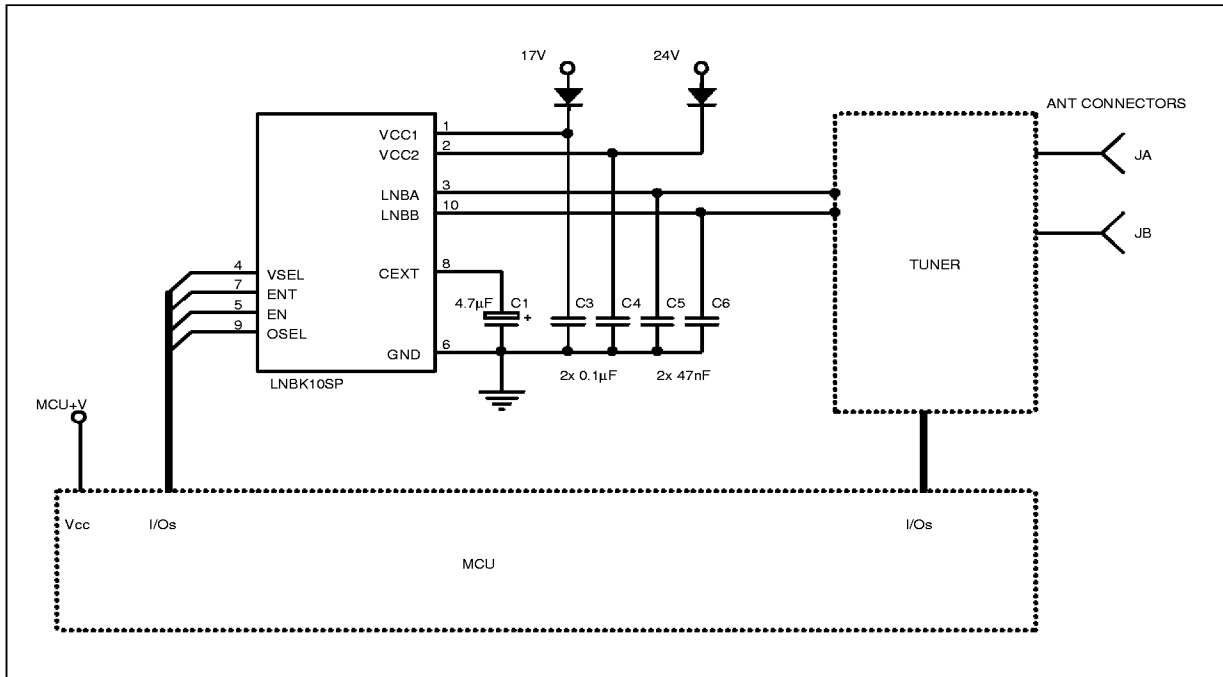 17V
24V
ANT CONNECTORS
VCC1
1
VCC2
2
JA
LNBA
3
LNBB
10
JB
TUNER
4
VSEL
CEXT
8
7
ENT
5
EN
4.7µF
C1
+
C3
C4
C5
C6
9
OSEL
GND
6
2x 0.1µF
2x 47nF
LNBK10SP
MCU+V
Vcc
I/Os
I/Os
MCU